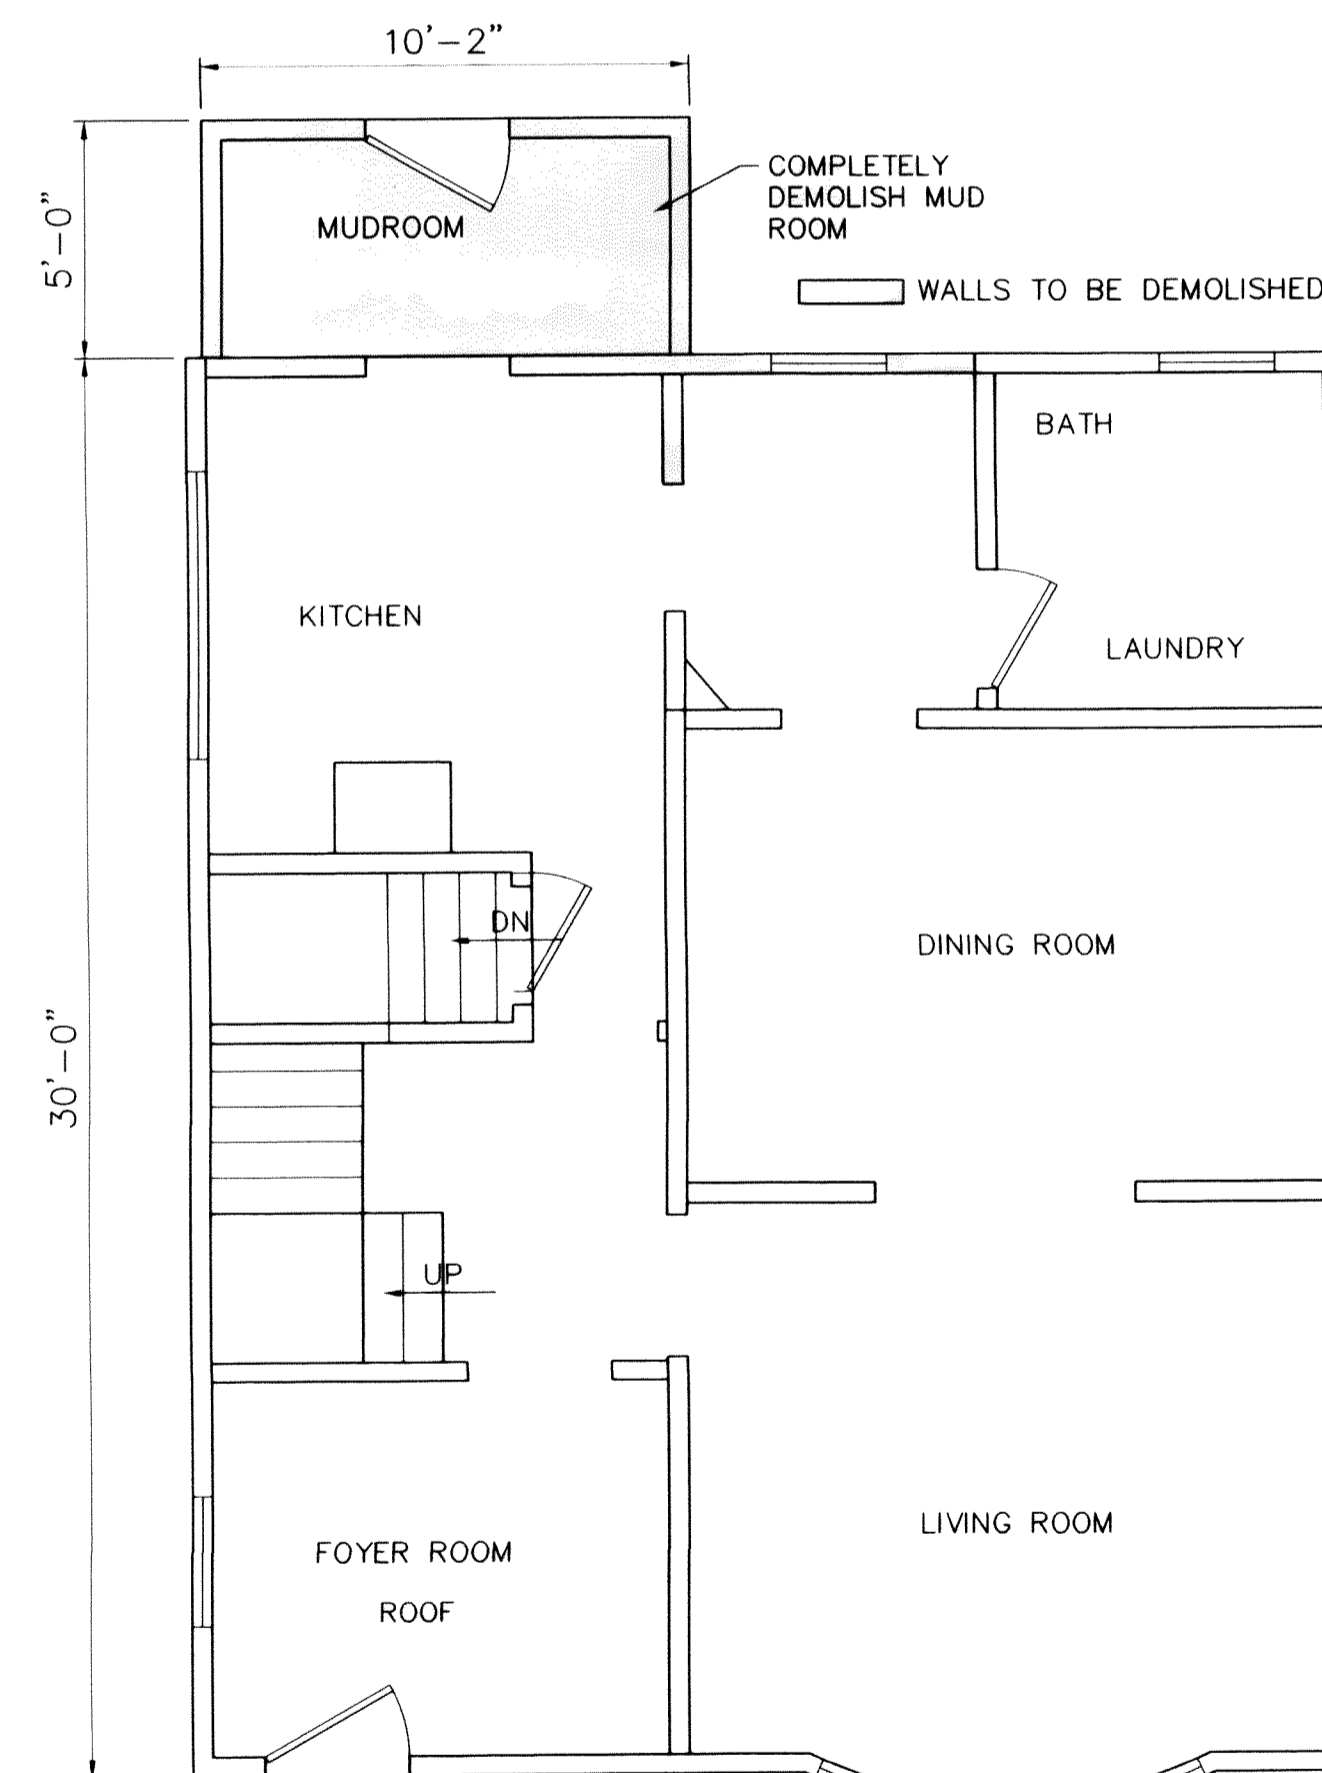 10'-2"
COMPLETELY
DEMOLISH MUD
ROOM
MUDROOM
5'-0"
WALLS TO BE DEMOLISHED
BATH
KITCHEN
LAUNDRY
DN
DINING ROOM
30'-0"
UP
LIVING ROOM
FOYER ROOM
ROOF